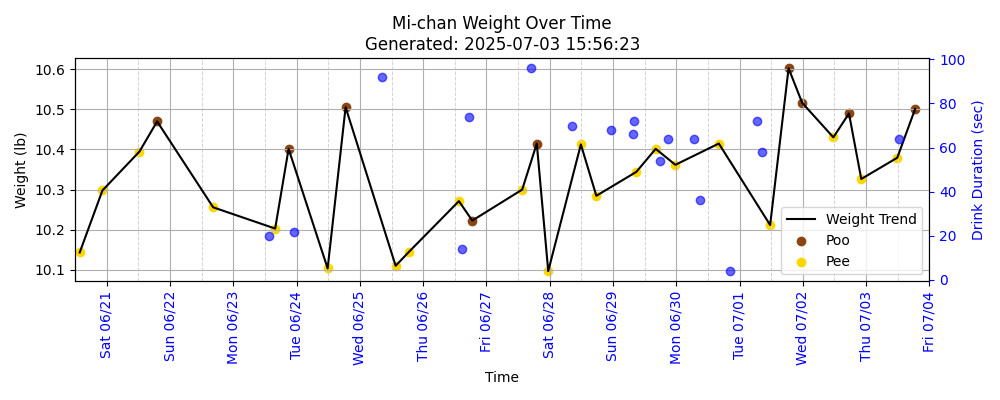 Mi-chan Weight Over Time
Generated: 2025-07-03 15:56:23
Weight (lb)
10.6
10.5
10.4
10.3
10.2
10.1
100
80
60
40
20
0
Drink Duration (sec)
Weight Trend
Poo
Pee
Sat 06/21
Sun 06/22
Mon 06/23
Tue 06/24
Wed 06/25
Thu 06/26
Fri 06/27
Sat 06/28
Sun 06/29
Mon 06/30
Tue 07/01
Wed 07/02
Thu 07/03
Fri 07/04
Time